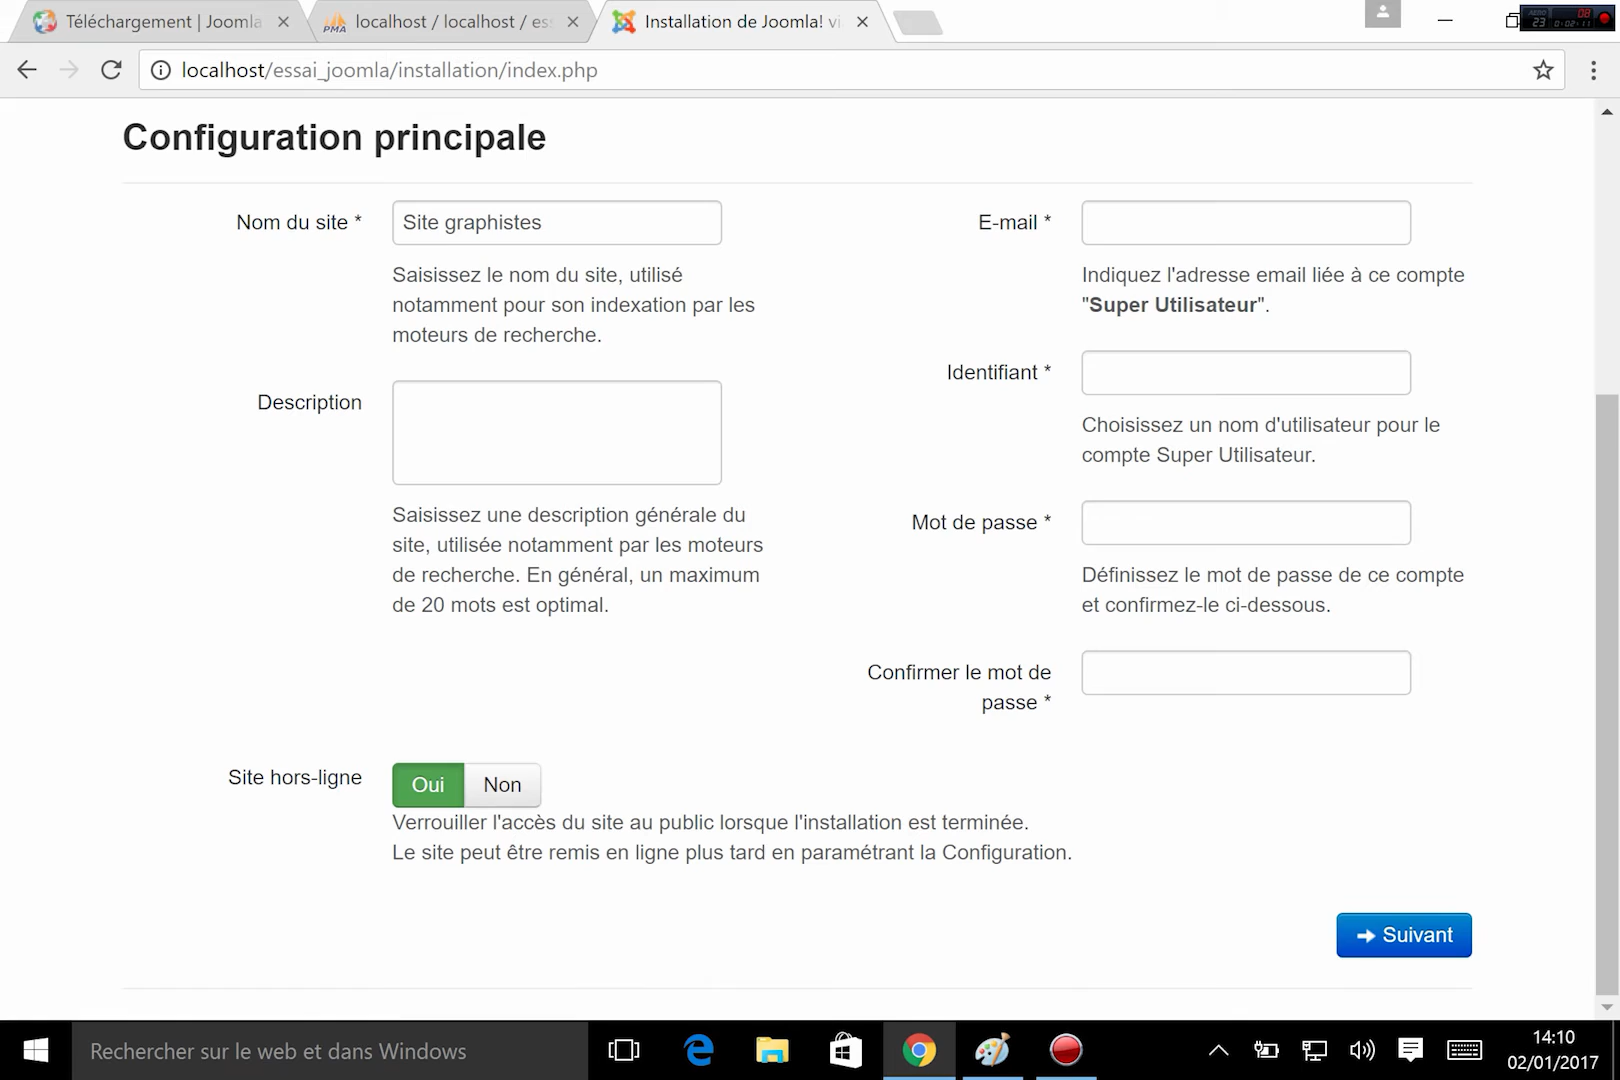 Téléchargement | Joomla
localhost / localhost / es
Installation de Joomla! vi
localhost/essai_joomla/installation/index.php
Configuration principale
Nom du site *
Site graphistes
Saisissez le nom du site, utilisé
notamment pour son indexation par les
moteurs de recherche.
Description
Saisissez une description générale du
site, utilisée notamment par les moteurs
de recherche. En général, un maximum
de 20 mots est optimal.
E-mail *
Indiquez l'adresse email liée à ce compte
"Super Utilisateur".
Identifiant *
Choisissez un nom d'utilisateur pour le
compte Super Utilisateur.
Mot de passe *
Définissez le mot de passe de ce compte
et confirmez-le ci-dessous.
Confirmer le mot de
passe *
Site hors-ligne
Oui Non
Verrouiller l'accès du site au public lorsque l'installation est terminée.
Le site peut être remis en ligne plus tard en paramétrant la Configuration.
Suivant
Rechercher sur le web et dans Windows
14:10
02/01/2017